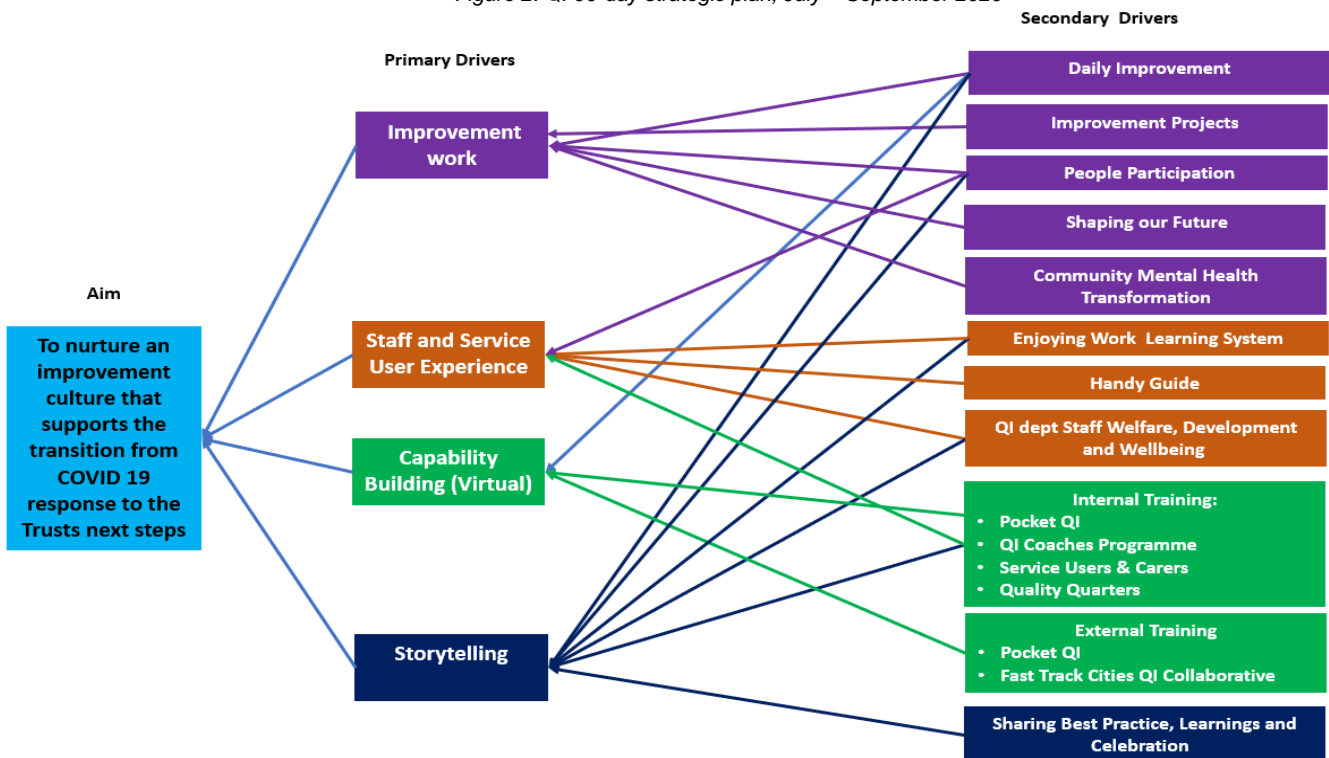 Secondary Drivers
Primary Drivers
Daily Improvement
Improvement
work
Improvement Projects
People Participation
Shaping our Future
Community Mental Health
Transformation
Aim
To nurture an
improvement
culture that
supports the
transition from
COVID 19
response to the
Trusts next steps
Staff and Service
User Experience
Enjoying Work Learning System
Handy Guide
QI dept Staff Welfare, Development
and Wellbeing
Capability
Building (Virtual)
Internal Training:
• Pocket QI
• QI Coaches Programme
• Service Users & Carers
• Quality Quarters
External Training
• Pocket QI
• Fast Track Cities QI Collaborative
Storytelling
Sharing Best Practice, Learnings and
Celebration